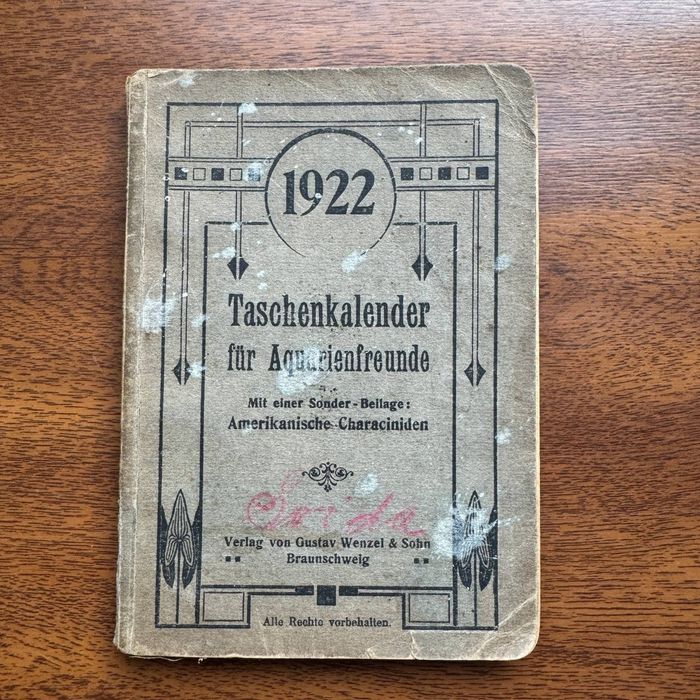 1922
Taschenkalender
für Aquarienfreunde
Mit einer Sonder-Beilage:
Amerikanische Characiniden
Verlag von Gustav Wenzel & Sohn
Braunschweig
Alle Rechte vorbehalten.